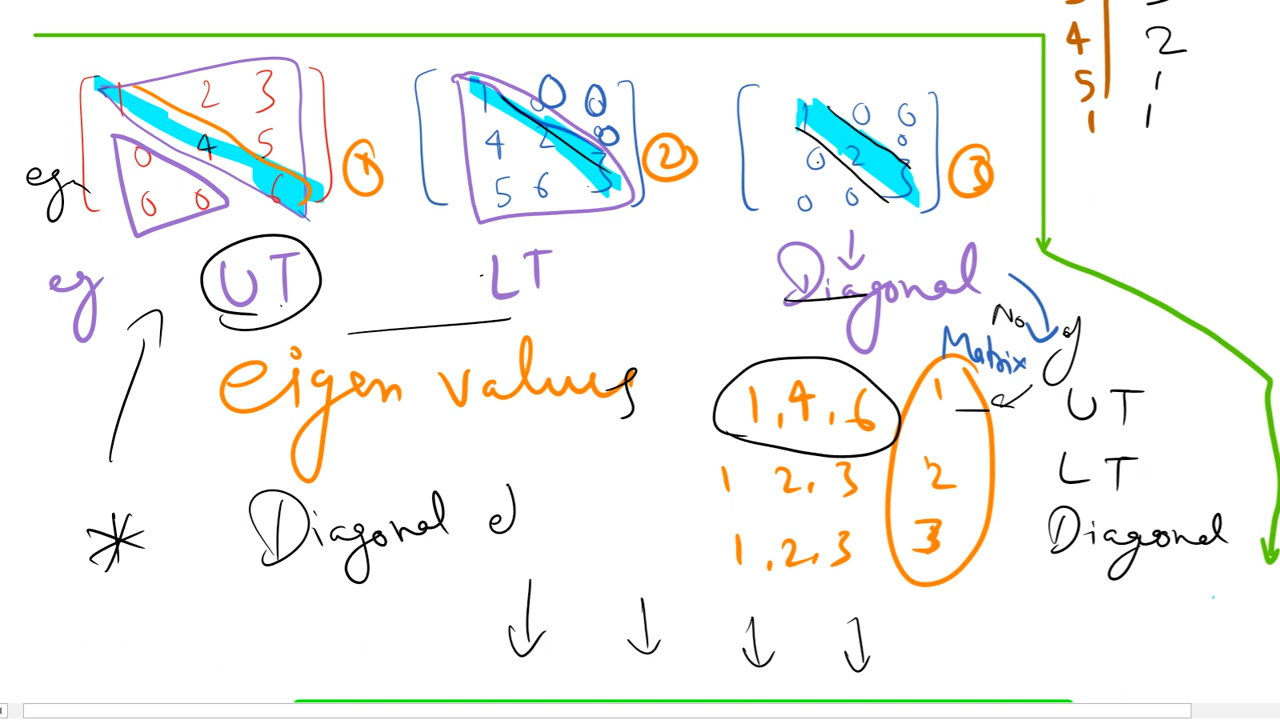 4 2
5 1
1 1
1 2 3 1 0 0 1 0 0
0 4 5 4 2 0 0 2 0
0 0 6 5 6 3 0 0 3
① ② ③
eg
eg UT LT Diagonal
No of
Matrix
eigen values 1, 4, 6 1 UT
1 2, 3 2 LT
* Diagonal e 1, 2, 3 3 Diagonal